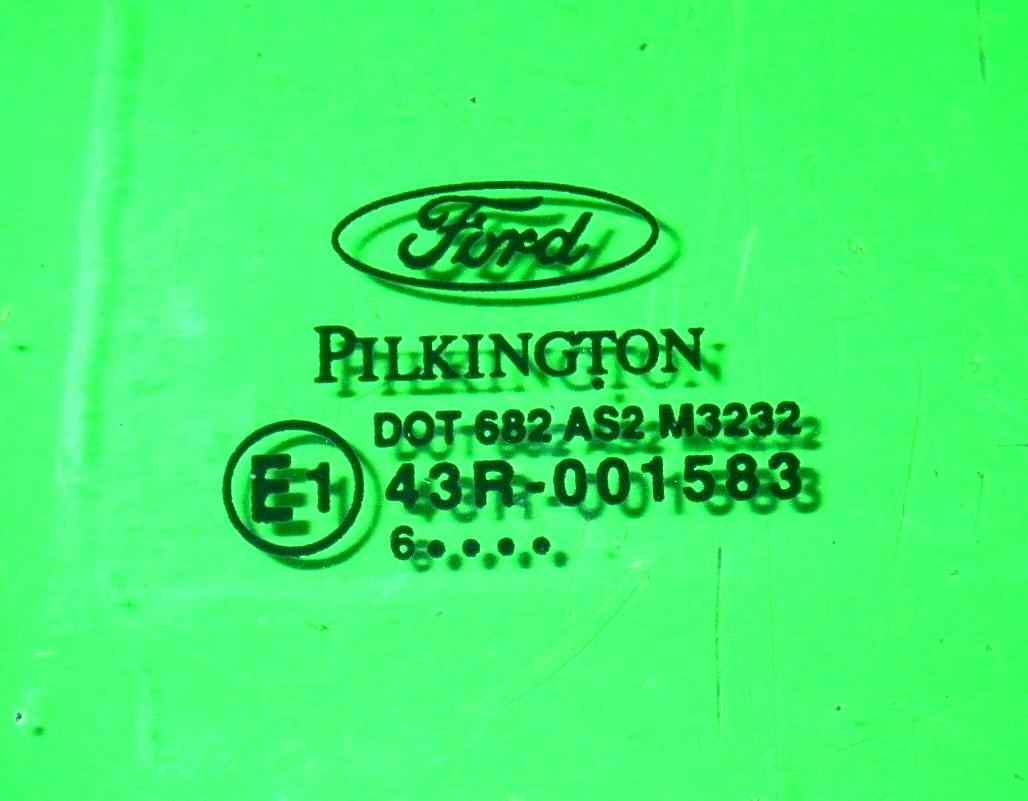 Ford
PILKINGTON
DOT 682 AS2 M3232
E1
43R-001583
6••••